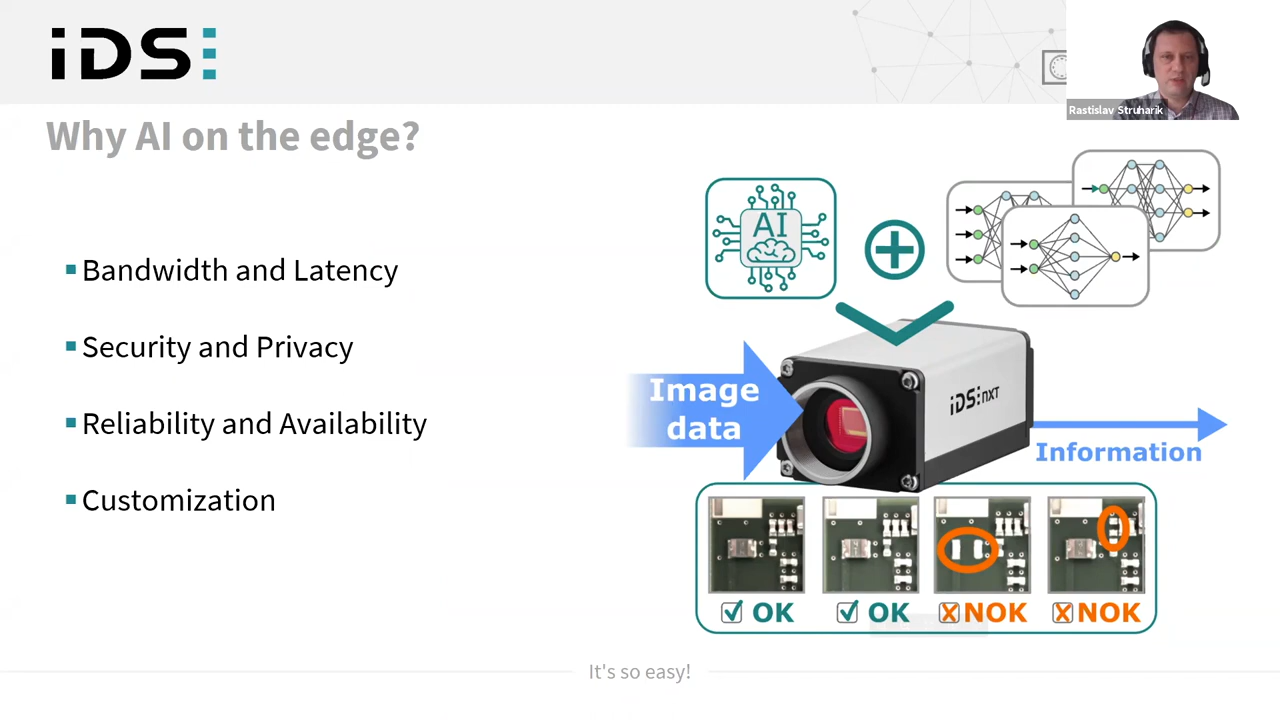 iDS
Rastislav Struharik
Why AI on the edge?
Bandwidth and Latency
Security and Privacy
Reliability and Availability
Customization
AI
Image
data
iDS nxt
Information
OK
OK
NOK
NOK
It's so easy!